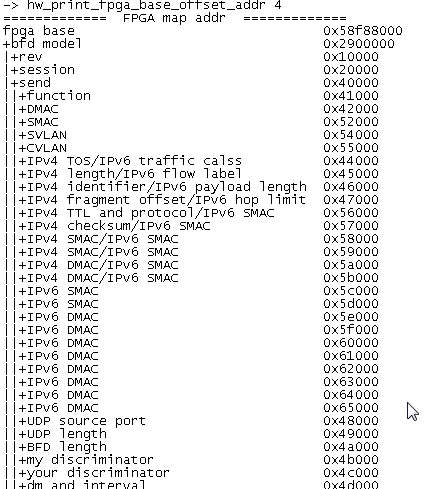 -> hw_print_fpga_base_offset_addr 4
============= FPGA map addr =============
fpga base 0x58f88000
+bfd model 0x2900000
|+rev 0x10000
|+session 0x20000
|+send 0x40000
||+function 0x41000
||+DMAC 0x42000
||+SMAC 0x52000
||+SVLAN 0x54000
||+CVLAN 0x55000
||+IPv4 TOS/IPv6 traffic calss 0x44000
||+IPv4 length/IPv6 flow label 0x45000
||+IPv4 identifier/IPv6 payload length 0x46000
||+IPv4 fragment offset/IPv6 hop limit 0x47000
||+IPv4 TTL and protocol/IPv6 SMAC 0x56000
||+IPv4 checksum/IPv6 SMAC 0x57000
||+IPv4 SMAC/IPv6 SMAC 0x58000
||+IPv4 SMAC/IPv6 SMAC 0x59000
||+IPv4 DMAC/IPv6 SMAC 0x5a000
||+IPv4 DMAC/IPv6 SMAC 0x5b000
||+IPv6 SMAC 0x5c000
||+IPv6 SMAC 0x5d000
||+IPv6 DMAC 0x5e000
||+IPv6 DMAC 0x5f000
||+IPv6 DMAC 0x60000
||+IPv6 DMAC 0x61000
||+IPv6 DMAC 0x62000
||+IPv6 DMAC 0x63000
||+IPv6 DMAC 0x64000
||+IPv6 DMAC 0x65000
||+UDP source port 0x48000
||+UDP length 0x49000
||+BFD length 0x4a000
||+my discriminator 0x4b000
||+your discriminator 0x4c000
||+dm and interval 0x4d000